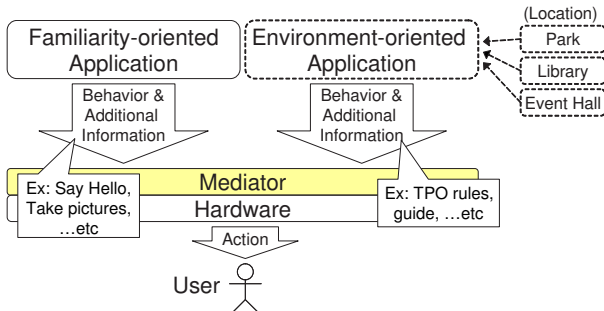 (Location)
Familiarity-oriented
Application
Environment-oriented
Application
Park
Library
Event Hall
Behavior &
Additional
Information
Behavior &
Additional
Information
Mediator
Ex: Say Hello,
Take pictures,
…etc
Ex: TPO rules,
guide, …etc
Hardware
Action
User